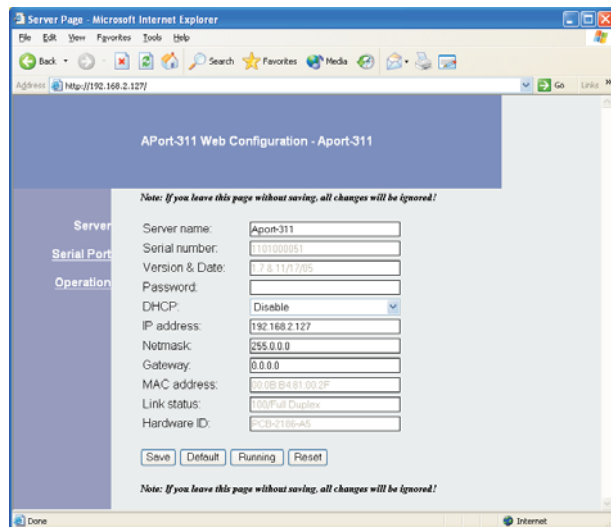 Server Page - Microsoft Internet Explorer
File Edit View Favorites Tools Help
Back Search Favorites Media
Address http://192.168.2.127/ Go Links »
APort-311 Web Configuration - Aport-311
Note: If you leave this page without saving, all changes will be ignored!
Server
Serial Port
Operation
Server name: Aport-311
Serial number: 1101000051
Version & Date: 1.7 & 11/17/05
Password:
DHCP: Disable
IP address: 192.168.2.127
Netmask: 255.0.0.0
Gateway: 0.0.0.0
MAC address: 00:0B:B4:81:00:2F
Link status: 100/Full Duplex
Hardware ID: PCB-2186-A5
Save Default Running Reset
Note: If you leave this page without saving, all changes will be ignored!
Done Internet